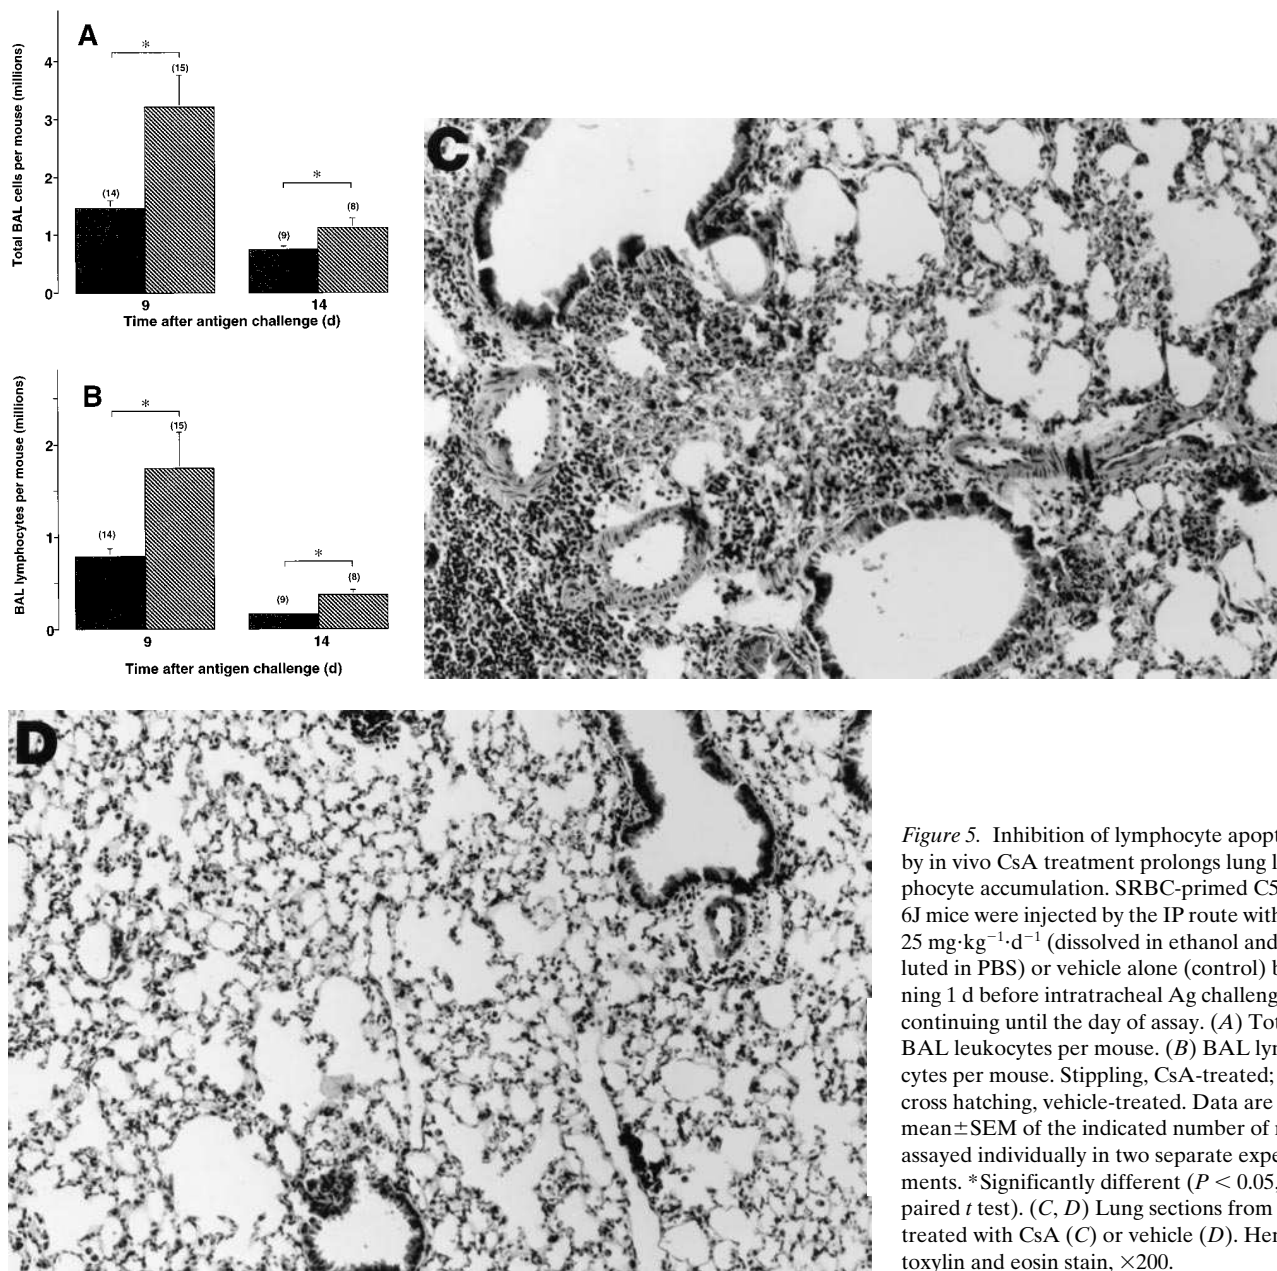 A
*
(15)
(14)
*
(8)
(9)
Total BAL cells per mouse (millions)
4
3
2
1
0
9
14
Time after antigen challenge (d)
B
*
(15)
(14)
*
(8)
(9)
BAL lymphocytes per mouse (millions)
2
1
0
9
14
Time after antigen challenge (d)
C
D
Figure 5. Inhibition of lymphocyte apopt
by in vivo CsA treatment prolongs lung l
phocyte accumulation. SRBC-primed C5
6J mice were injected by the IP route with
25 mg·kg⁻¹·d⁻¹ (dissolved in ethanol and
luted in PBS) or vehicle alone (control) b
ning 1 d before intratracheal Ag challeng
continuing until the day of assay. (A) Tot
BAL leukocytes per mouse. (B) BAL lym
cytes per mouse. Stippling, CsA-treated;
cross hatching, vehicle-treated. Data are
mean±SEM of the indicated number of
assayed individually in two separate expe
ments. *Significantly different (P < 0.05,
paired t test). (C, D) Lung sections from
treated with CsA (C) or vehicle (D). Hen
toxylin and eosin stain, ×200.